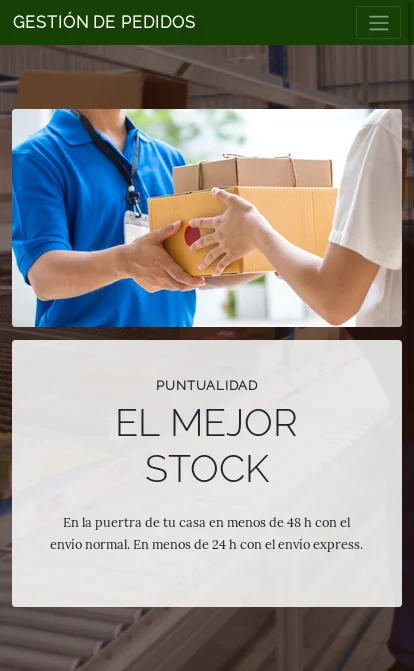 GESTIÓN DE PEDIDOS
PUNTUALIDAD
EL MEJOR
STOCK
En la puertra de tu casa en menos de 48 h con el
envío normal. En menos de 24 h con el envío express.